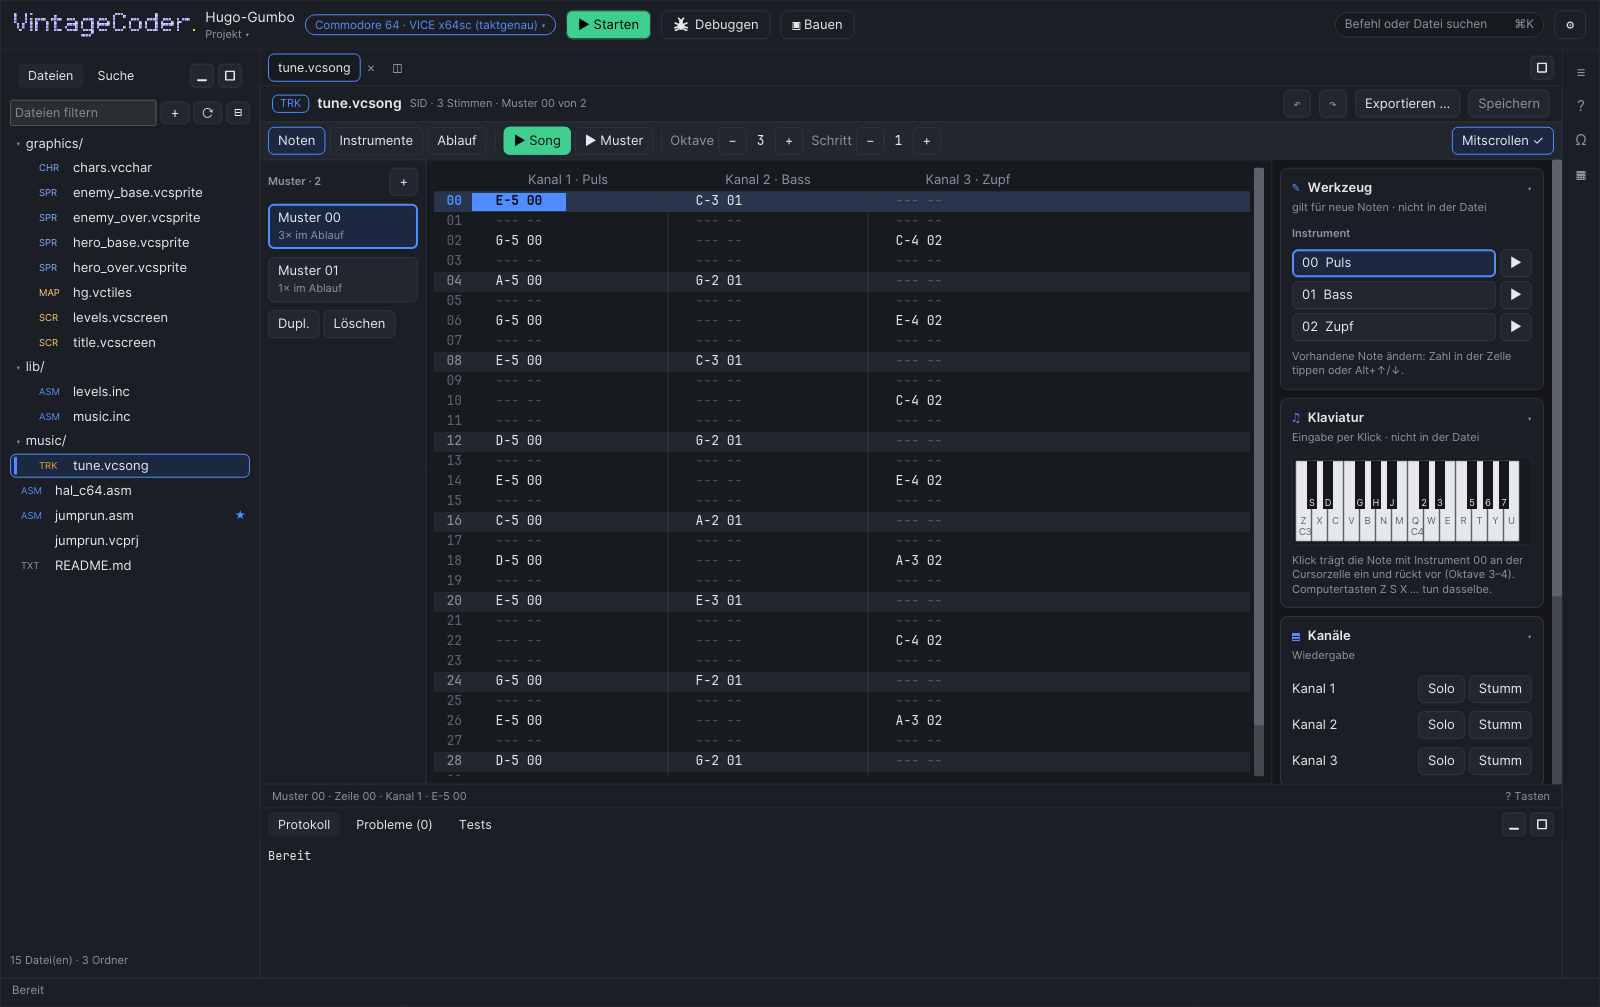 VintageCoder.
Hugo-Gumbo
Projekt
Commodore 64 · VICE x64sc (taktgenau)
Starten
Debuggen
Bauen
Befehl oder Datei suchen ⌘K
Dateien Suche
Dateien filtern
+
graphics/
CHR chars.vcchar
SPR enemy_base.vcsprite
SPR enemy_over.vcsprite
SPR hero_base.vcsprite
SPR hero_over.vcsprite
MAP hg.vctiles
SCR levels.vcscreen
SCR title.vcscreen
lib/
ASM levels.inc
ASM music.inc
music/
TRK tune.vcsong
ASM hal_c64.asm
ASM jumprun.asm ★
jumprun.vcprj
TXT README.md
15 Datei(en) · 3 Ordner
tune.vcsong ×
TRK tune.vcsong SID · 3 Stimmen · Muster 00 von 2
Exportieren ... Speichern
Noten Instrumente Ablauf Song Muster Oktave − 3 + Schritt − 1 + Mitscrollen ✓
Muster · 2 +
Muster 00
3× im Ablauf
Muster 01
1× im Ablauf
Dupl. Löschen
Kanal 1 · Puls Kanal 2 · Bass Kanal 3 · Zupf
00 E-5 00 C-3 01 --- --
01 --- -- --- -- --- --
02 G-5 00 --- -- C-4 02
03 --- -- --- -- --- --
04 A-5 00 G-2 01 --- --
05 --- -- --- -- --- --
06 G-5 00 --- -- E-4 02
07 --- -- --- -- --- --
08 E-5 00 C-3 01 --- --
09 --- -- --- -- --- --
10 --- -- --- -- C-4 02
11 --- -- --- -- --- --
12 D-5 00 G-2 01 --- --
13 --- -- --- -- --- --
14 E-5 00 --- -- E-4 02
15 --- -- --- -- --- --
16 C-5 00 A-2 01 --- --
17 --- -- --- -- --- --
18 D-5 00 --- -- A-3 02
19 --- -- --- -- --- --
20 E-5 00 E-3 01 --- --
21 --- -- --- -- --- --
22 --- -- --- -- C-4 02
23 --- -- --- -- --- --
24 G-5 00 F-2 01 --- --
25 --- -- --- -- --- --
26 E-5 00 --- -- A-3 02
27 --- -- --- -- --- --
28 D-5 00 G-2 01 --- --
Werkzeug
gilt für neue Noten · nicht in der Datei
Instrument
00 Puls
01 Bass
02 Zupf
Vorhandene Note ändern: Zahl in der Zelle
tippen oder Alt+↑/↓.
Klaviatur
Eingabe per Klick · nicht in der Datei
S D G H J 2 3 5 6 7
Z X C V B N M Q W E R T Y U
C3 C4
Klick trägt die Note mit Instrument 00 an der
Cursorzelle ein und rückt vor (Oktave 3–4).
Computertasten Z S X ... tun dasselbe.
Kanäle
Wiedergabe
Kanal 1 Solo Stumm
Kanal 2 Solo Stumm
Kanal 3 Solo Stumm
≡
?
Ω
Muster 00 · Zeile 00 · Kanal 1 · E-5 00
? Tasten
Protokoll Probleme (0) Tests
Bereit
Bereit